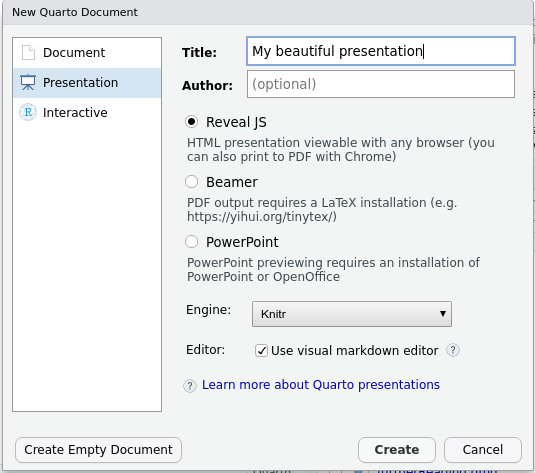 New Quarto Document
Document
Presentation
Interactive
Title: My beautiful presentation
Author: (optional)
Reveal JS
HTML presentation viewable with any browser (you
can also print to PDF with Chrome)
Beamer
PDF output requires a LaTeX installation (e.g.
https://yihui.org/tinytex/)
PowerPoint
PowerPoint previewing requires an installation of
PowerPoint or OpenOffice
Engine: Knitr
Editor: Use visual markdown editor ?
? Learn more about Quarto presentations
Create Empty Document
Create
Cancel